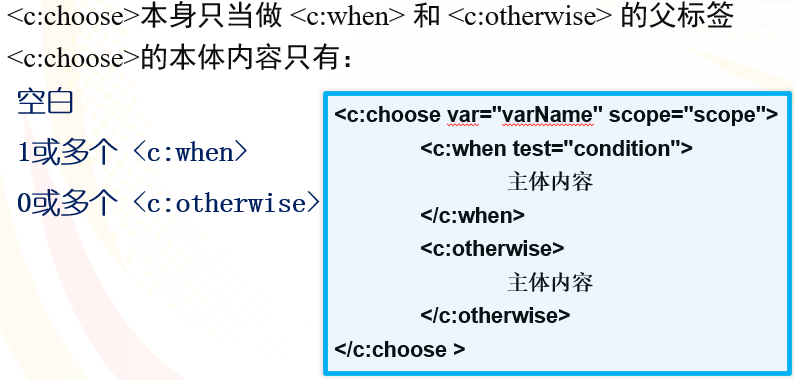 <c:choose>本身只当做 <c:when> 和 <c:otherwise> 的父标签
<c:choose>的本体内容只有：
空白
1或多个 <c:when>
0或多个 <c:otherwise>
<c:choose var="varName" scope="scope">
<c:when test="condition">
主体内容
</c:when>
<c:otherwise>
主体内容
</c:otherwise>
</c:choose >